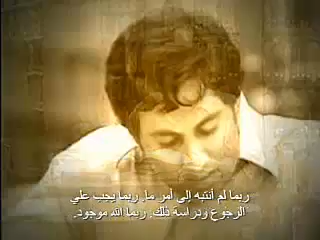 ربما لم أنتبه إلى أمر ما. ربما يجب علي
الرجوع ودراسة ذلك. ربما الله موجود.